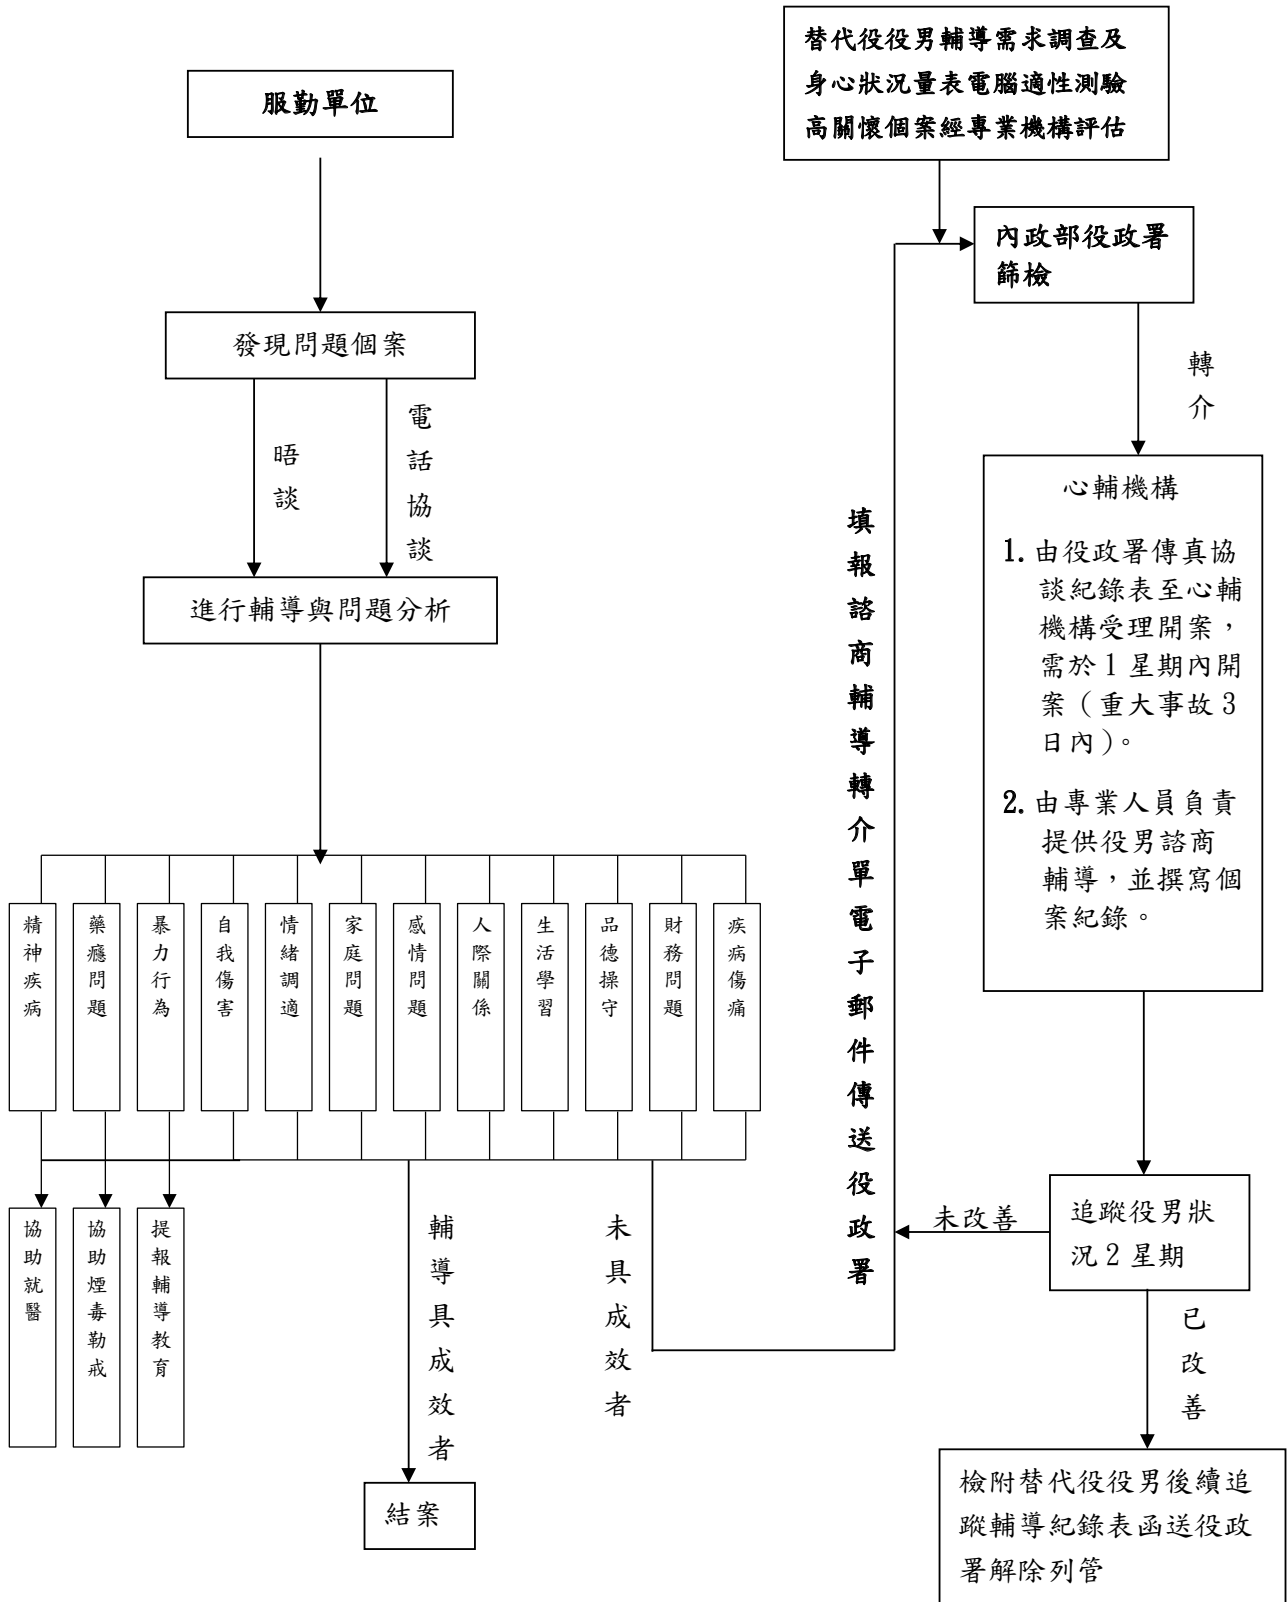 服勤單位
發現問題個案
晤談
電話協談
進行輔導與問題分析
精神疾病
藥癮問題
暴力行為
自我傷害
情緒調適
家庭問題
感情問題
人際關係
生活學習
品德操守
財務問題
疾病傷痛
協助就醫
協助煙毒勒戒
提報輔導教育
輔導具成效者
未具成效者
結案
填報諮商輔導轉介單電子郵件傳送役政署
替代役役男輔導需求調查及
身心狀況量表電腦適性測驗
高關懷個案經專業機構評估
內政部役政署
篩檢
轉介
心輔機構
1. 由役政署傳真協
談紀錄表至心輔
機構受理開案，
需於 1 星期內開
案（重大事故 3
日內）。
2. 由專業人員負責
提供役男諮商
輔導，並撰寫個
案紀錄。
追蹤役男狀
況 2 星期
未改善
已改善
檢附替代役役男後續追
蹤輔導紀錄表函送役政
署解除列管